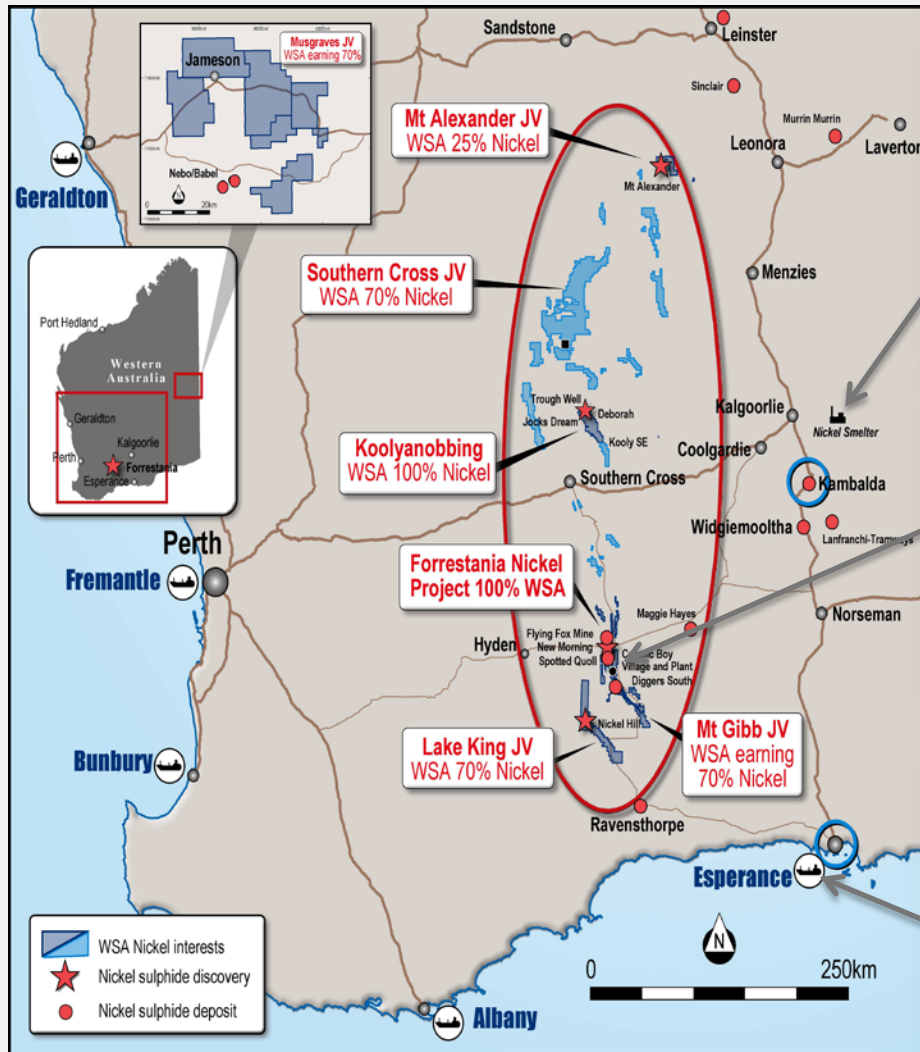 Musgraves JV
WSA earning 70%
Jameson
Nebo/Babel
N
0 20km
Sandstone
Leinster
Sinclair
Murrin Murrin
Laverton
Leonora
Mt Alexander JV
WSA 25% Nickel
Mt Alexander
Geraldton
Southern Cross JV
WSA 70% Nickel
Menzies
Port Hedland
Western
Australia
Geraldton
Kalgoorlie
Perth
Forrestania
Esperance
Trough Well
Deborah
Jocks Dream
Kooly SE
Kalgoorlie
Nickel Smelter
Coolgardie
Koolyanobbing
WSA 100% Nickel
Southern Cross
Kambalda
Widgiemooltha
Lanfranchi-Tramways
Perth
Fremantle
Forrestania Nickel
Project 100% WSA
Norseman
Maggie Hayes
Hyden
Flying Fox Mine
New Morning
Spotted Quoll
Boy
Village and Plant
Diggers South
Nickel Hill
Mt Gibb JV
WSA earning
70% Nickel
Lake King JV
WSA 70% Nickel
Bunbury
Ravensthorpe
Esperance
N
0 250km
WSA Nickel interests
Nickel sulphide discovery
Nickel sulphide deposit
Albany